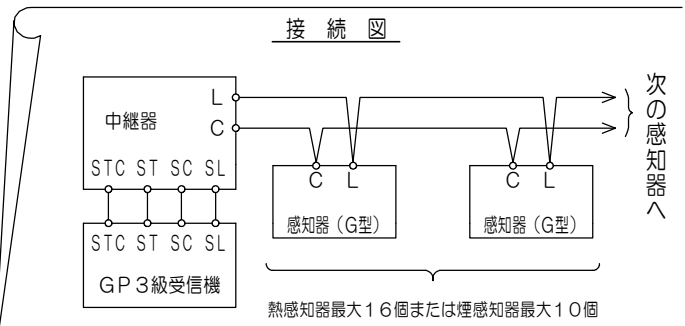 接続図
L
中継器
C
STC ST SC SL
STC ST SC SL
GP3級受信機
C L
感知器（G型）
C L
感知器（G型）
次の感知器へ
熱感知器最大16個または煙感知器最大10個